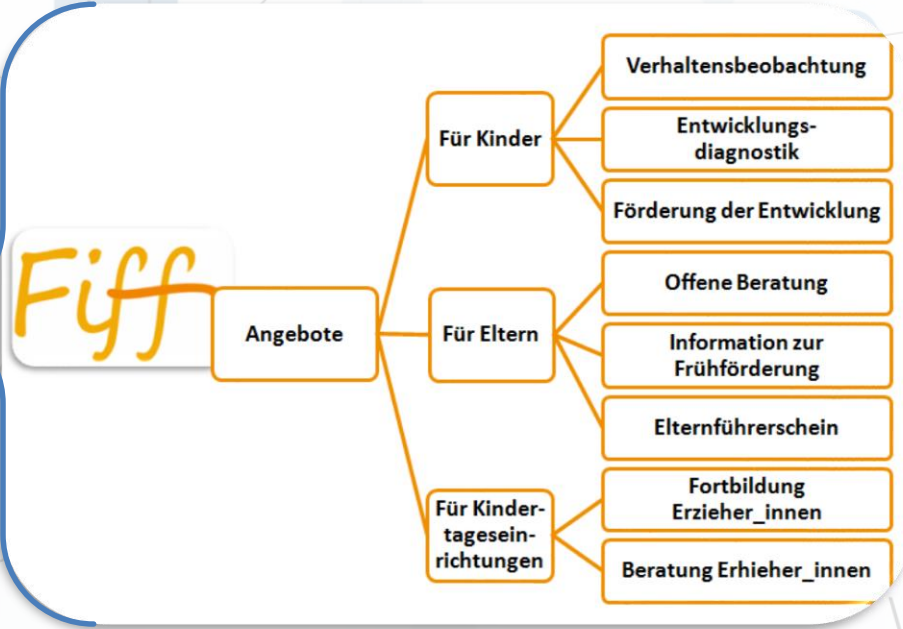 Fiff
Angebote
Für Kinder
Verhaltensbeobachtung
Entwicklungs-
diagnostik
Förderung der Entwicklung
Für Eltern
Offene Beratung
Information zur
Frühförderung
Elternführerschein
Für Kinder-
tagesein-
richtungen
Fortbildung
Erzieher_innen
Beratung Erhieher_innen